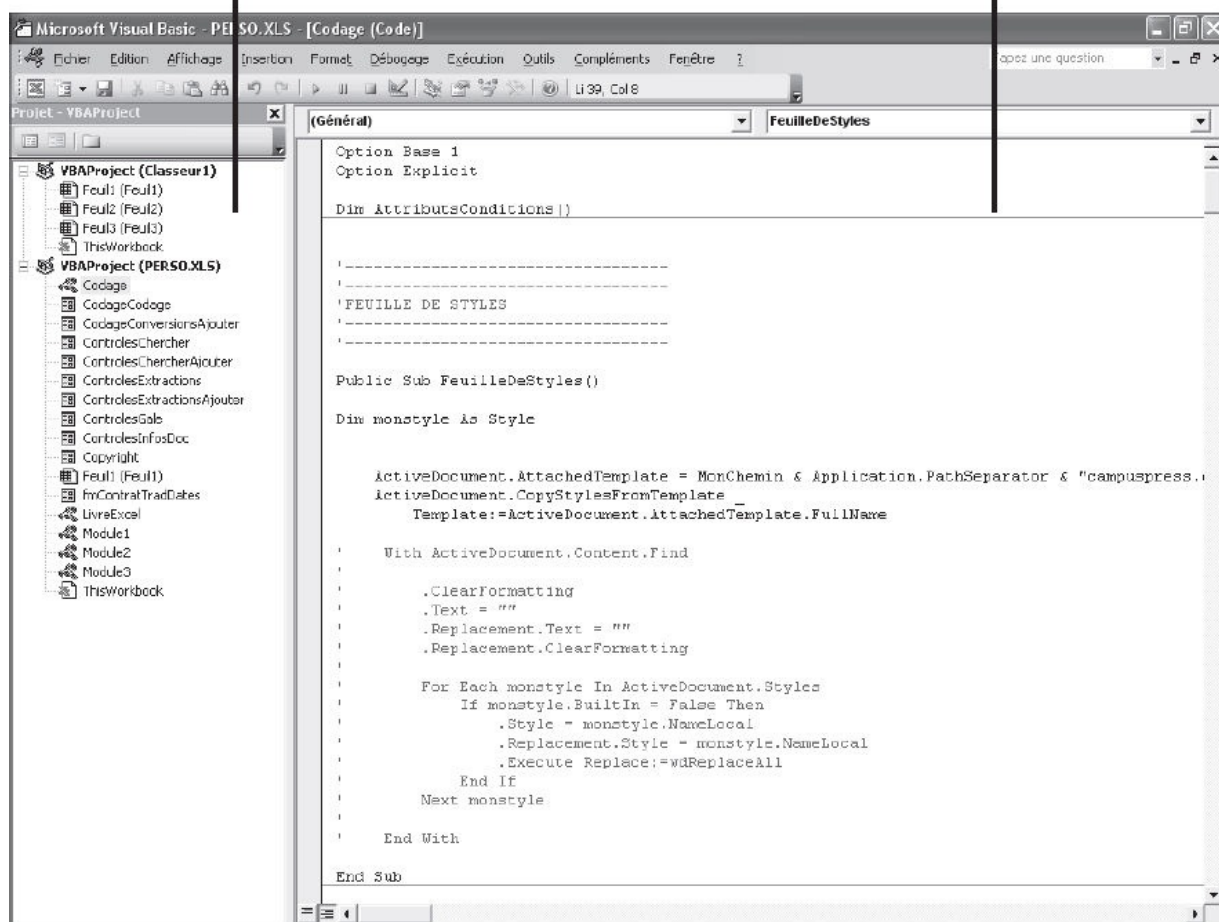 Microsoft Visual Basic - PERSO.XLS - [Codage (Code)]
Fichier Edition Affichage Insertion Format Débogage Exécution Outils Compléments Fenêtre ? Tapez une question
Li 39, Col 8
Projet - VBAProject
(Général) FeuilleDeStyles
VBAProject (Classeur1)
Feuil1 (Feuil1)
Feuil2 (Feuil2)
Feuil3 (Feuil3)
ThisWorkbook
VBAProject (PERSO.XLS)
Codage
CodageCodage
CodageConversionsAjouter
ControlesChercher
ControlesChercherAjouter
ControlesExtractions
ControlesExtractionsAjouter
ControlesGale
ControlesInfosDoc
Copyright
Feuil1 (Feuil1)
fmContratTradDates
LivreExcel
Module1
Module2
Module3
ThisWorkbook
Option Base 1
Option Explicit
Dim AttributsConditions()
'----------------------------------
'----------------------------------
'FEUILLE DE STYLES
'----------------------------------
'----------------------------------
Public Sub FeuilleDeStyles()
Dim monstyle As Style
ActiveDocument.AttachedTemplate = MonChemin & Application.PathSeparator & "campuspress.
ActiveDocument.CopyStylesFromTemplate _
Template:=ActiveDocument.AttachedTemplate.FullName
' With ActiveDocument.Content.Find
'
' .ClearFormatting
' .Text = ""
' .Replacement.Text = ""
' .Replacement.ClearFormatting
'
' For Each monstyle In ActiveDocument.Styles
' If monstyle.BuiltIn = False Then
' .Style = monstyle.NameLocal
' .Replacement.Style = monstyle.NameLocal
' .Execute Replace:=wdReplaceAll
' End If
' Next monstyle
'
' End With
End Sub